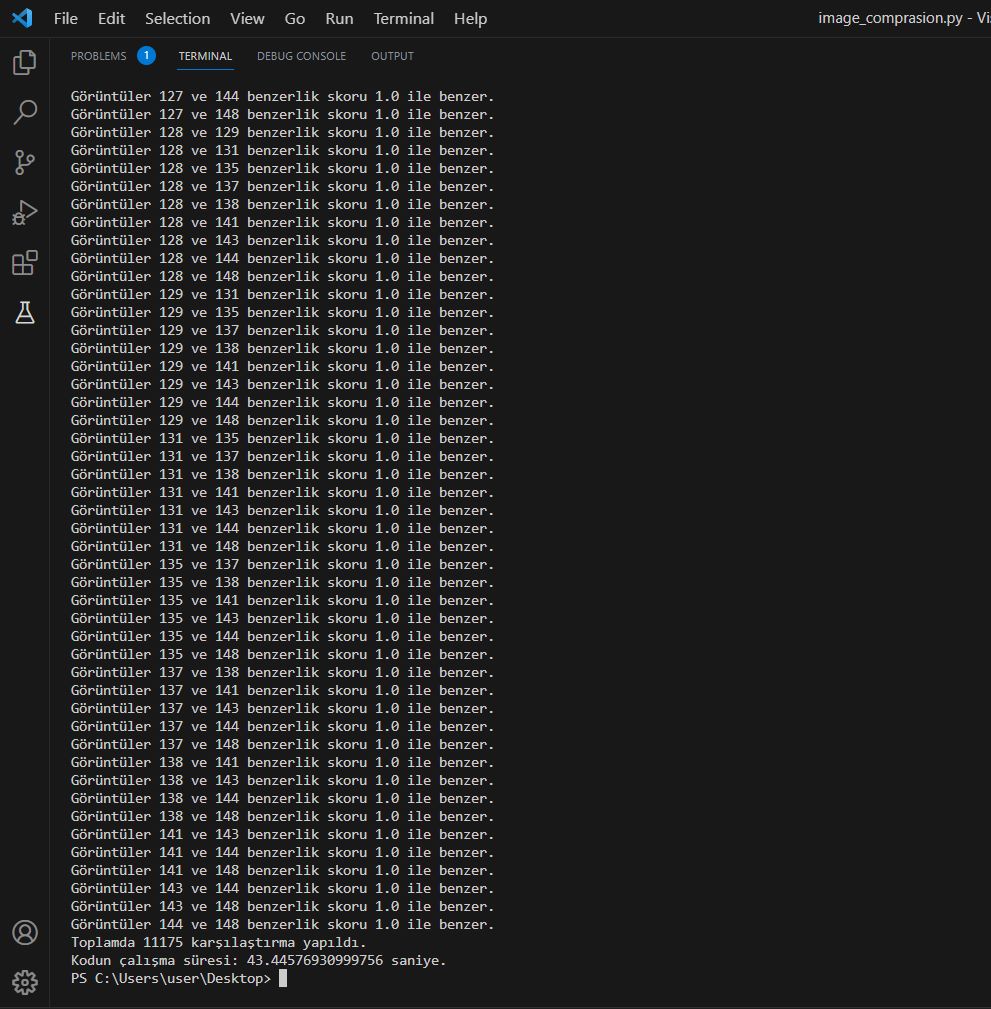 File Edit Selection View Go Run Terminal Help image_comprasion.py - Vi
PROBLEMS 1 TERMINAL DEBUG CONSOLE OUTPUT
Görüntüler 127 ve 144 benzerlik skoru 1.0 ile benzer.
Görüntüler 127 ve 148 benzerlik skoru 1.0 ile benzer.
Görüntüler 128 ve 129 benzerlik skoru 1.0 ile benzer.
Görüntüler 128 ve 131 benzerlik skoru 1.0 ile benzer.
Görüntüler 128 ve 135 benzerlik skoru 1.0 ile benzer.
Görüntüler 128 ve 137 benzerlik skoru 1.0 ile benzer.
Görüntüler 128 ve 138 benzerlik skoru 1.0 ile benzer.
Görüntüler 128 ve 141 benzerlik skoru 1.0 ile benzer.
Görüntüler 128 ve 143 benzerlik skoru 1.0 ile benzer.
Görüntüler 128 ve 144 benzerlik skoru 1.0 ile benzer.
Görüntüler 128 ve 148 benzerlik skoru 1.0 ile benzer.
Görüntüler 129 ve 131 benzerlik skoru 1.0 ile benzer.
Görüntüler 129 ve 135 benzerlik skoru 1.0 ile benzer.
Görüntüler 129 ve 137 benzerlik skoru 1.0 ile benzer.
Görüntüler 129 ve 138 benzerlik skoru 1.0 ile benzer.
Görüntüler 129 ve 141 benzerlik skoru 1.0 ile benzer.
Görüntüler 129 ve 143 benzerlik skoru 1.0 ile benzer.
Görüntüler 129 ve 144 benzerlik skoru 1.0 ile benzer.
Görüntüler 129 ve 148 benzerlik skoru 1.0 ile benzer.
Görüntüler 131 ve 135 benzerlik skoru 1.0 ile benzer.
Görüntüler 131 ve 137 benzerlik skoru 1.0 ile benzer.
Görüntüler 131 ve 138 benzerlik skoru 1.0 ile benzer.
Görüntüler 131 ve 141 benzerlik skoru 1.0 ile benzer.
Görüntüler 131 ve 143 benzerlik skoru 1.0 ile benzer.
Görüntüler 131 ve 144 benzerlik skoru 1.0 ile benzer.
Görüntüler 131 ve 148 benzerlik skoru 1.0 ile benzer.
Görüntüler 135 ve 137 benzerlik skoru 1.0 ile benzer.
Görüntüler 135 ve 138 benzerlik skoru 1.0 ile benzer.
Görüntüler 135 ve 141 benzerlik skoru 1.0 ile benzer.
Görüntüler 135 ve 143 benzerlik skoru 1.0 ile benzer.
Görüntüler 135 ve 144 benzerlik skoru 1.0 ile benzer.
Görüntüler 135 ve 148 benzerlik skoru 1.0 ile benzer.
Görüntüler 137 ve 138 benzerlik skoru 1.0 ile benzer.
Görüntüler 137 ve 141 benzerlik skoru 1.0 ile benzer.
Görüntüler 137 ve 143 benzerlik skoru 1.0 ile benzer.
Görüntüler 137 ve 144 benzerlik skoru 1.0 ile benzer.
Görüntüler 137 ve 148 benzerlik skoru 1.0 ile benzer.
Görüntüler 138 ve 141 benzerlik skoru 1.0 ile benzer.
Görüntüler 138 ve 143 benzerlik skoru 1.0 ile benzer.
Görüntüler 138 ve 144 benzerlik skoru 1.0 ile benzer.
Görüntüler 138 ve 148 benzerlik skoru 1.0 ile benzer.
Görüntüler 141 ve 143 benzerlik skoru 1.0 ile benzer.
Görüntüler 141 ve 144 benzerlik skoru 1.0 ile benzer.
Görüntüler 141 ve 148 benzerlik skoru 1.0 ile benzer.
Görüntüler 143 ve 144 benzerlik skoru 1.0 ile benzer.
Görüntüler 143 ve 148 benzerlik skoru 1.0 ile benzer.
Görüntüler 144 ve 148 benzerlik skoru 1.0 ile benzer.
Toplamda 11175 karşılaştırma yapıldı.
Kodun çalışma süresi: 43.44576930999756 saniye.
PS C:\Users\user\Desktop>